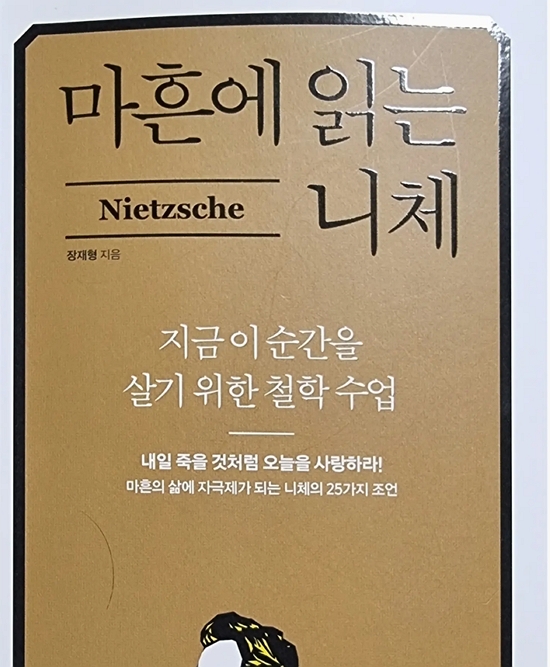 마흔에 읽는
니체
Nietzsche
장재형 지음
지금 이 순간을
살기 위한 철학 수업
내일 죽을 것처럼 오늘을 사랑하라!
마흔의 삶에 자극제가 되는 니체의 25가지 조언